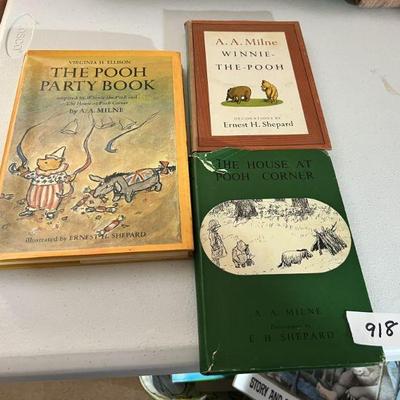 VIRGINIA H. ELLISON
THE POOH
PARTY BOOK
inspired by Winnie-the-Pooh and
The House at Pooh Corner
by A. A. MILNE
illustrated by ERNEST H. SHEPARD
A. A. Milne
WINNIE-
THE-POOH
DECORATIONS BY
Ernest H. Shepard
THE HOUSE AT
POOH CORNER
A. A. MILNE
E. H. SHEPARD
918
STORY AND